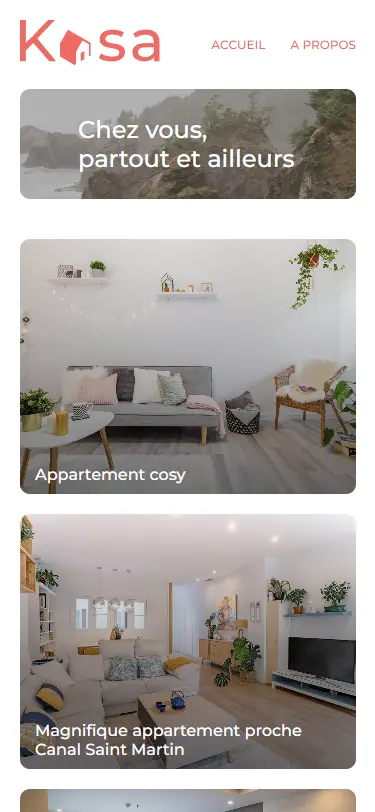 Kasa
ACCUEIL
A PROPOS
Chez vous,
partout et ailleurs
Appartement cosy
Magnifique appartement proche
Canal Saint Martin